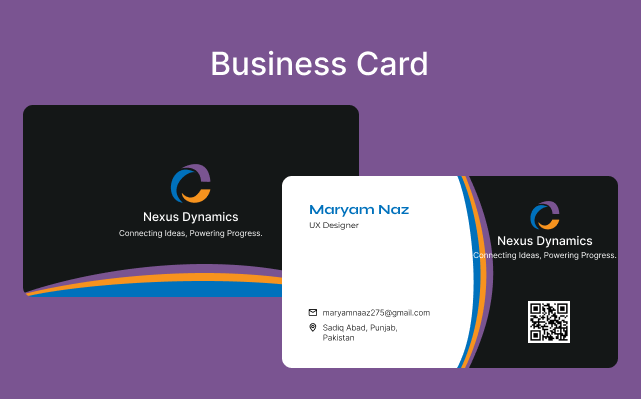 Business Card
Nexus Dynamics
Connecting Ideas, Powering Progress.
Maryam Naz
UX Designer
maryamnaaz275@gmail.com
Sadiq Abad, Punjab,
Pakistan
Nexus Dynamics
Connecting Ideas, Powering Progress.